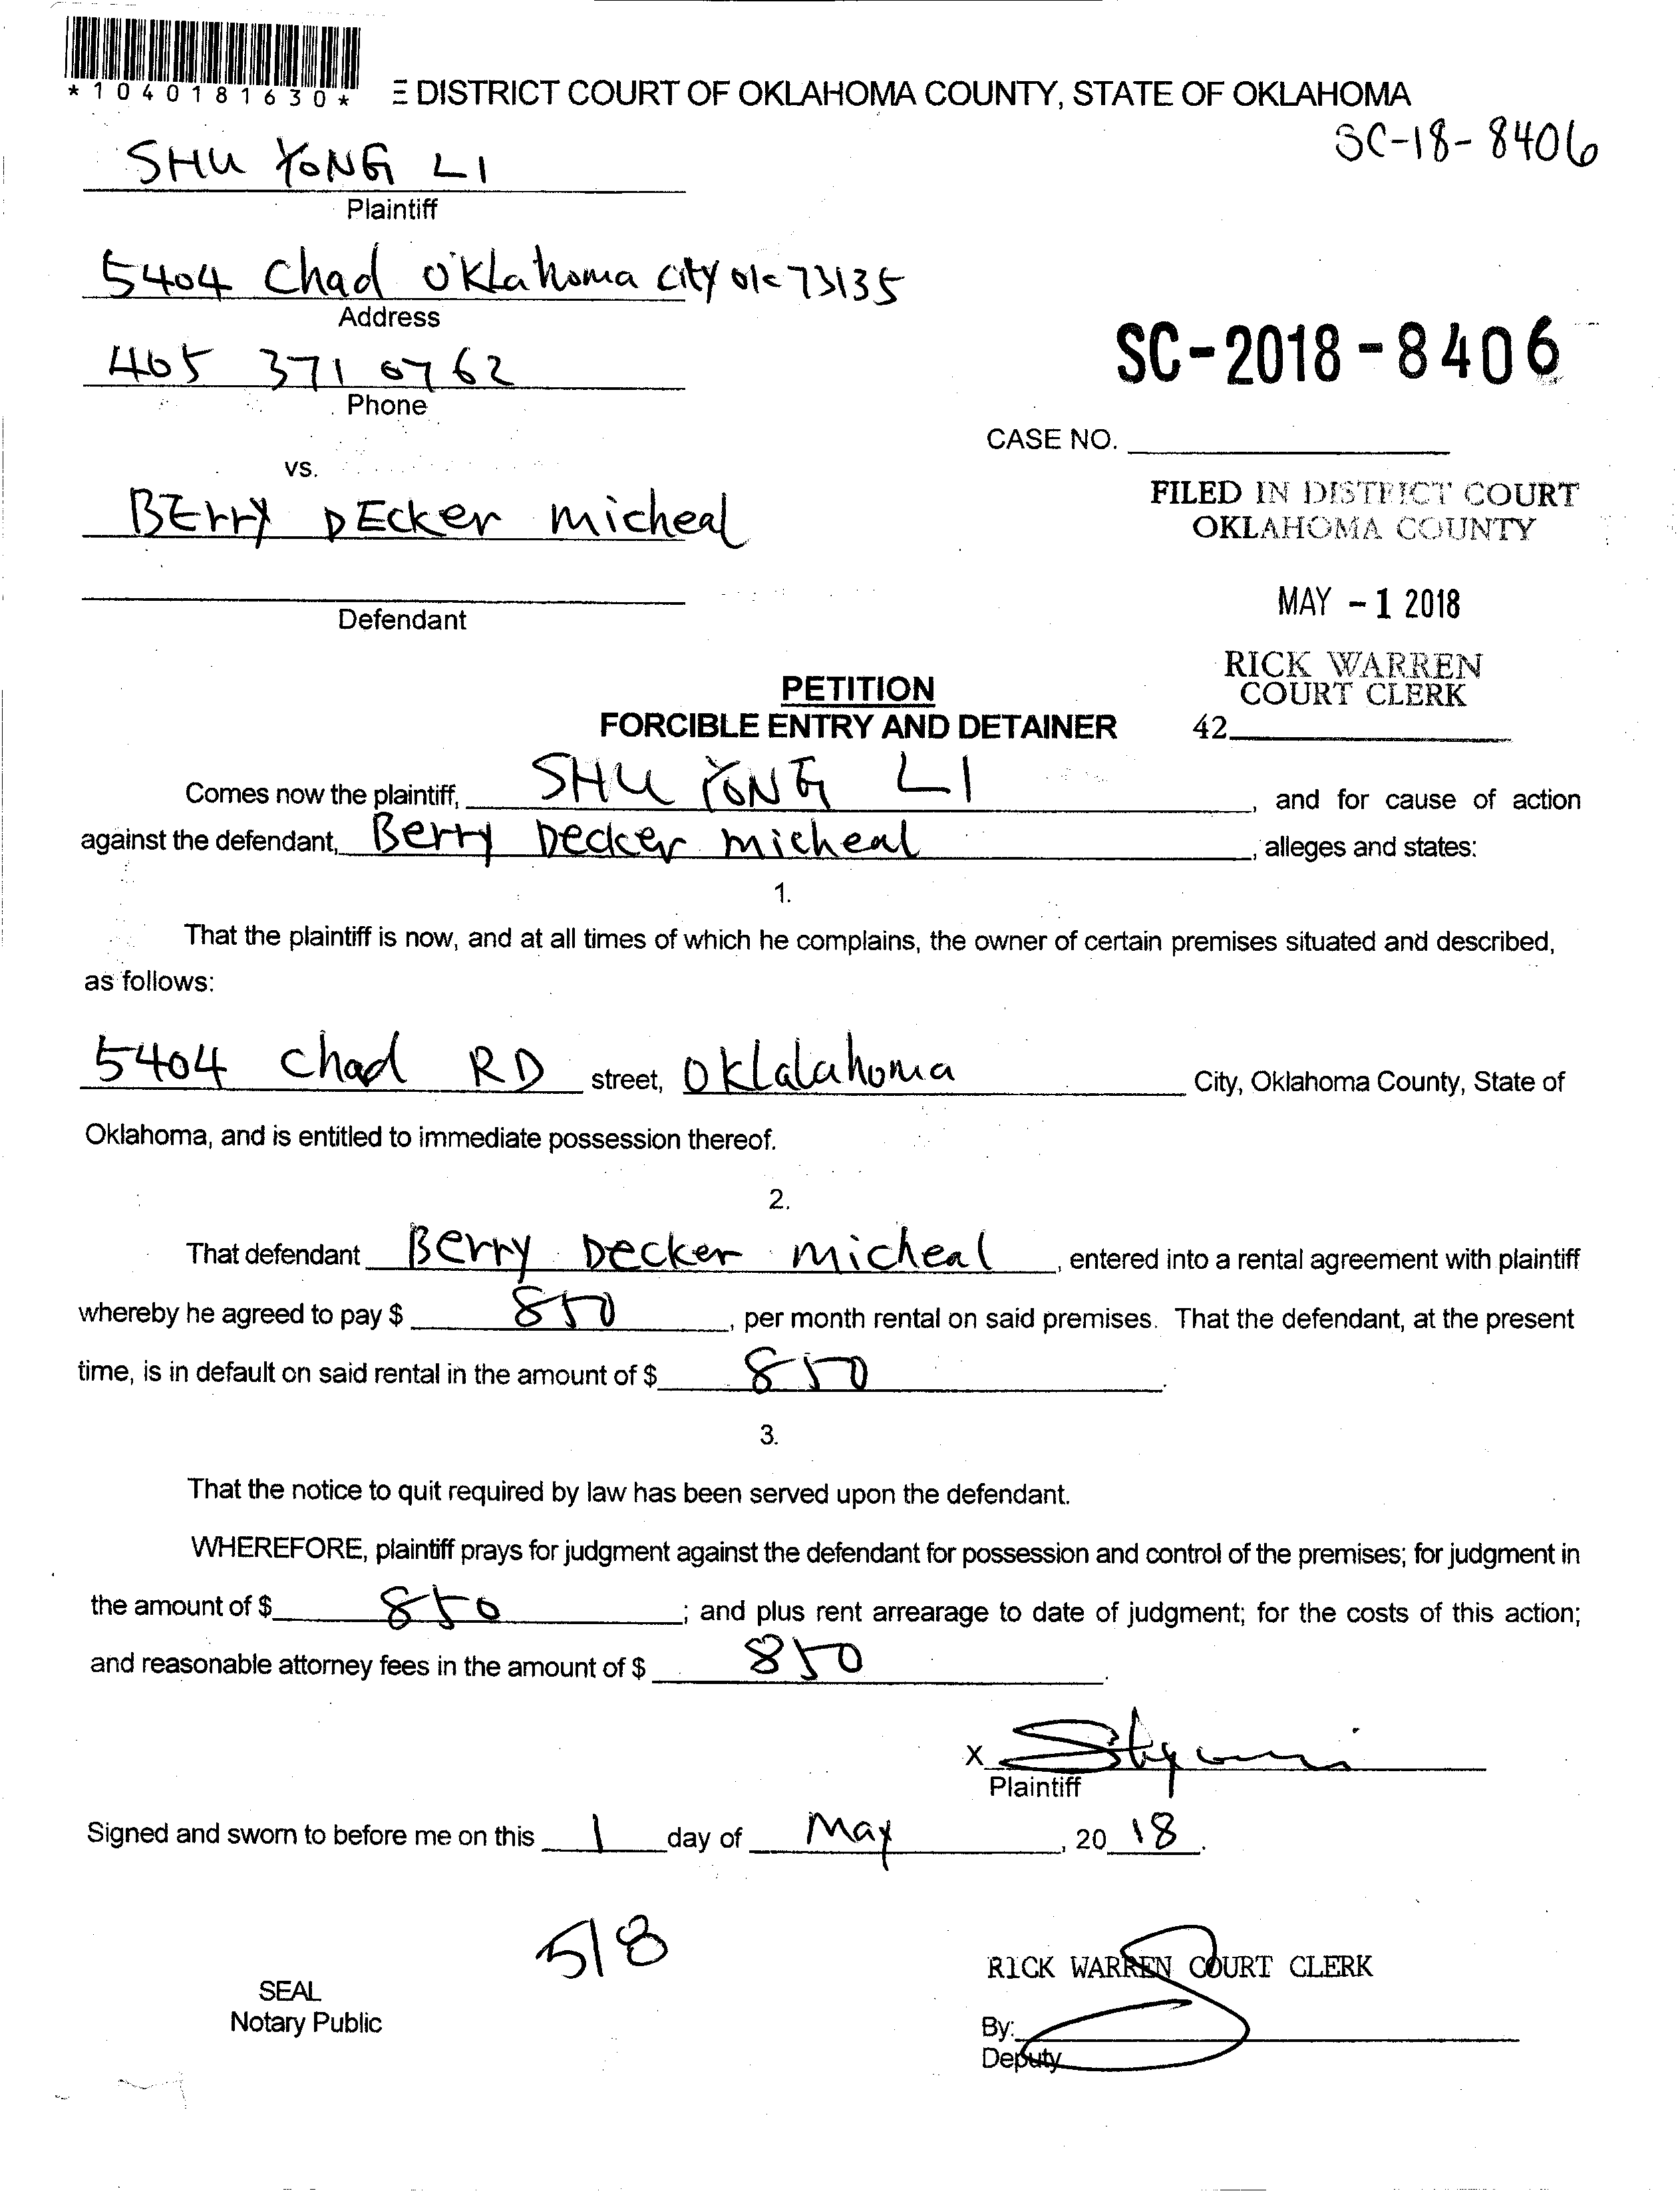 *1040181630*
E DISTRICT COURT OF OKLAHOMA COUNTY, STATE OF OKLAHOMA
SC-18-8406
SHU YONG LI
Plaintiff
5404 Chad Oklahoma city ok 73135
Address
405 371 0762
Phone
SC-2018-8406
CASE NO.
vs.
BErry DEcker micheal
FILED IN DISTRICT COURT
OKLAHOMA COUNTY
Defendant
MAY - 1 2018
RICK WARREN
COURT CLERK
42
PETITION
FORCIBLE ENTRY AND DETAINER
Comes now the plaintiff, SHU YONG LI, and for cause of action
against the defendant, Berry Decker micheal, alleges and states:
1.
That the plaintiff is now, and at all times of which he complains, the owner of certain premises situated and described,
as follows:
5404 chad RD street, Oklalahoma City, Oklahoma County, State of
Oklahoma, and is entitled to immediate possession thereof.
2.
That defendant Berry Decker micheal, entered into a rental agreement with plaintiff
whereby he agreed to pay $ 850, per month rental on said premises. That the defendant, at the present
time, is in default on said rental in the amount of $ 850.
3.
That the notice to quit required by law has been served upon the defendant.
WHEREFORE, plaintiff prays for judgment against the defendant for possession and control of the premises; for judgment in
the amount of $ 850; and plus rent arrearage to date of judgment; for the costs of this action;
and reasonable attorney fees in the amount of $ 850.
X
Plaintiff
Signed and sworn to before me on this 1 day of May, 20 18.
5/8
SEAL
Notary Public
RICK WARREN COURT CLERK
By:
Deputy